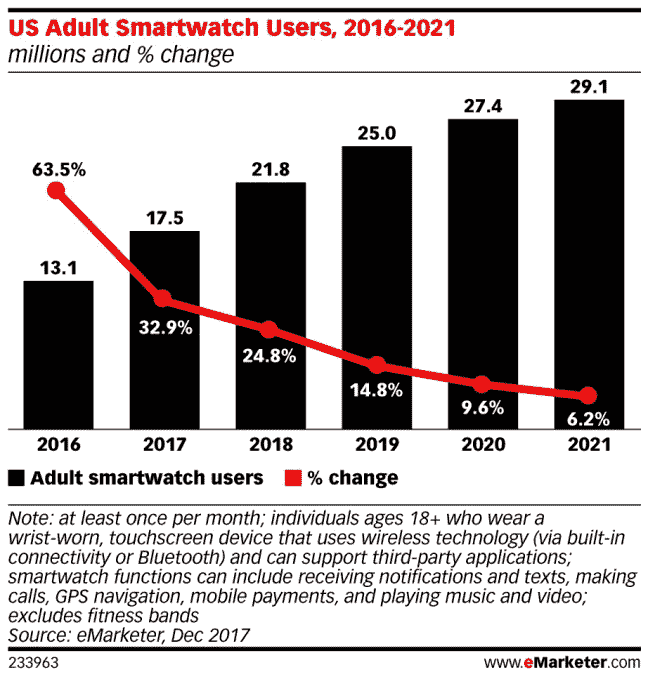 US Adult Smartwatch Users, 2016-2021
millions and % change
29.1
27.4
25.0
63.5%
21.8
17.5
13.1
32.9%
24.8%
14.8%
9.6%
6.2%
2016 2017 2018 2019 2020 2021
Adult smartwatch users % change
Note: at least once per month; individuals ages 18+ who wear a
wrist-worn, touchscreen device that uses wireless technology (via built-in
connectivity or Bluetooth) and can support third-party applications;
smartwatch functions can include receiving notifications and texts, making
calls, GPS navigation, mobile payments, and playing music and video;
excludes fitness bands
Source: eMarketer, Dec 2017
233963 www.eMarketer.com